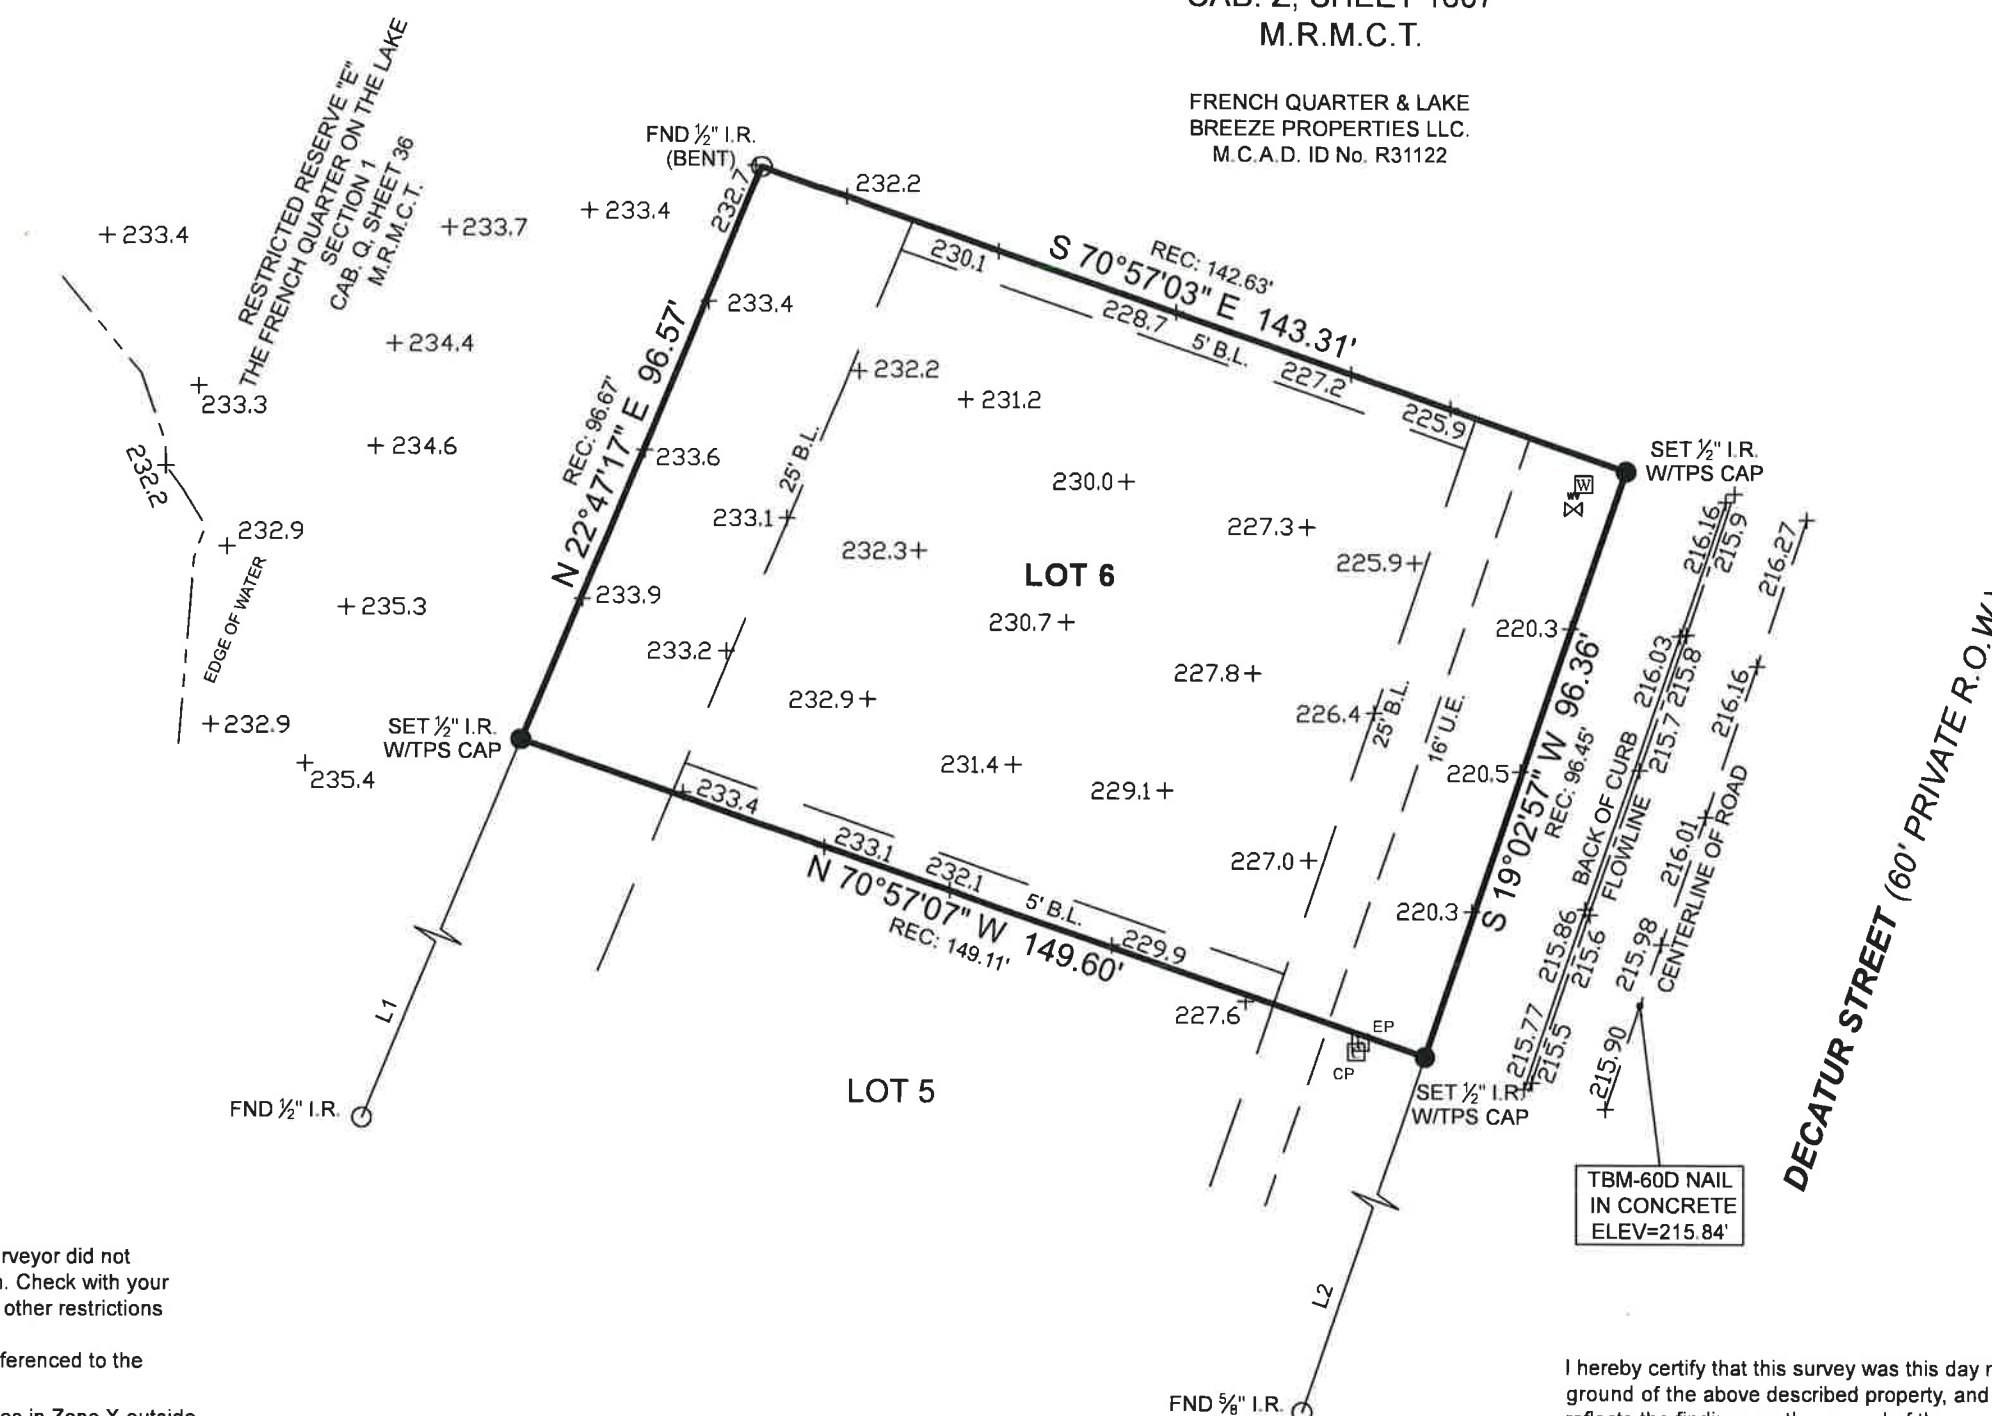 CAB. Z, SHEET 1667
M.R.M.C.T.
FRENCH QUARTER & LAKE
BREEZE PROPERTIES LLC.
M.C.A.D. ID No. R31122
RESTRICTED RESERVE "E"
THE FRENCH QUARTER ON THE LAKE
SECTION 1
CAB. Q, SHEET 36
M.R.M.C.T.
FND ½" I.R.
(BENT)
232.7
232.2
+233.4
+233.7
+233.4
230.1
S 70°57'03" E 143.31'
REC: 142.63'
228.7
5' B.L.
227.2
225.9
233.4
+234.4
233.3
+232.2
+231.2
+234.6
233.6
25' B.L.
230.0+
SET ½" I.R.
W/TPS CAP
W
W
N 22°47'17" E 96.57'
REC: 96.67'
232.2
232.9
EDGE OF WATER
233.1+
232.3+
227.3+
225.9+
LOT 6
+235.3
233.9
230.7+
220.3+
233.2+
232.9+
227.8+
226.4+
25' B.L.
16' U.E.
+232.9
235.4
SET ½" I.R.
W/TPS CAP
231.4+
229.1+
220.5+
227.0+
220.3+
S 19°02'57" W 96.36'
REC: 96.45'
216.16
215.9
216.27
216.03
215.8
216.16
BACK OF CURB
215.7
FLOWLINE
216.01
CENTERLINE OF ROAD
215.86
215.6
215.98
215.77
215.5
215.90
233.4
233.1
232.1
5' B.L.
229.9
N 70°57'07" W 149.60'
REC: 149.11'
227.6
EP
CP
SET ½" I.R.
W/TPS CAP
L1
FND ½" I.R.
LOT 5
DECATUR STREET (60' PRIVATE R.O.W.)
TBM-60D NAIL
IN CONCRETE
ELEV=215.84'
L2
FND ⅝" I.R.
rveyor did not
Check with your
other restrictions
ferenced to the
in Zone X outside
I hereby certify that this survey was this day
ground of the above described property, and